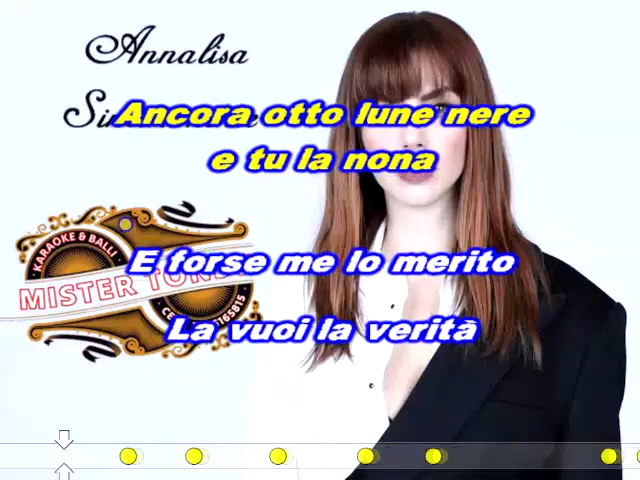 Annalisa
Ancora otto lune nere
e tu la nona
KARAOKE & BALLI
MISTER
E forse me lo merito
La vuoi la verità